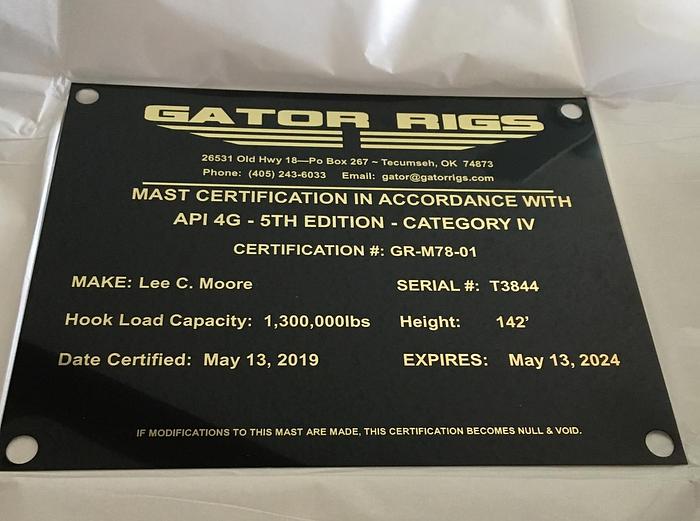 GATOR RIGS
26531 Old Hwy 18—Po Box 267 ~ Tecumseh, OK 74873
Phone: (405) 243-6033 Email: gator@gatorrigs.com
MAST CERTIFICATION IN ACCORDANCE WITH
API 4G - 5TH EDITION - CATEGORY IV
CERTIFICATION #: GR-M78-01
MAKE: Lee C. Moore SERIAL #: T3844
Hook Load Capacity: 1,300,000lbs Height: 142'
Date Certified: May 13, 2019 EXPIRES: May 13, 2024
IF MODIFICATIONS TO THIS MAST ARE MADE, THIS CERTIFICATION BECOMES NULL & VOID.